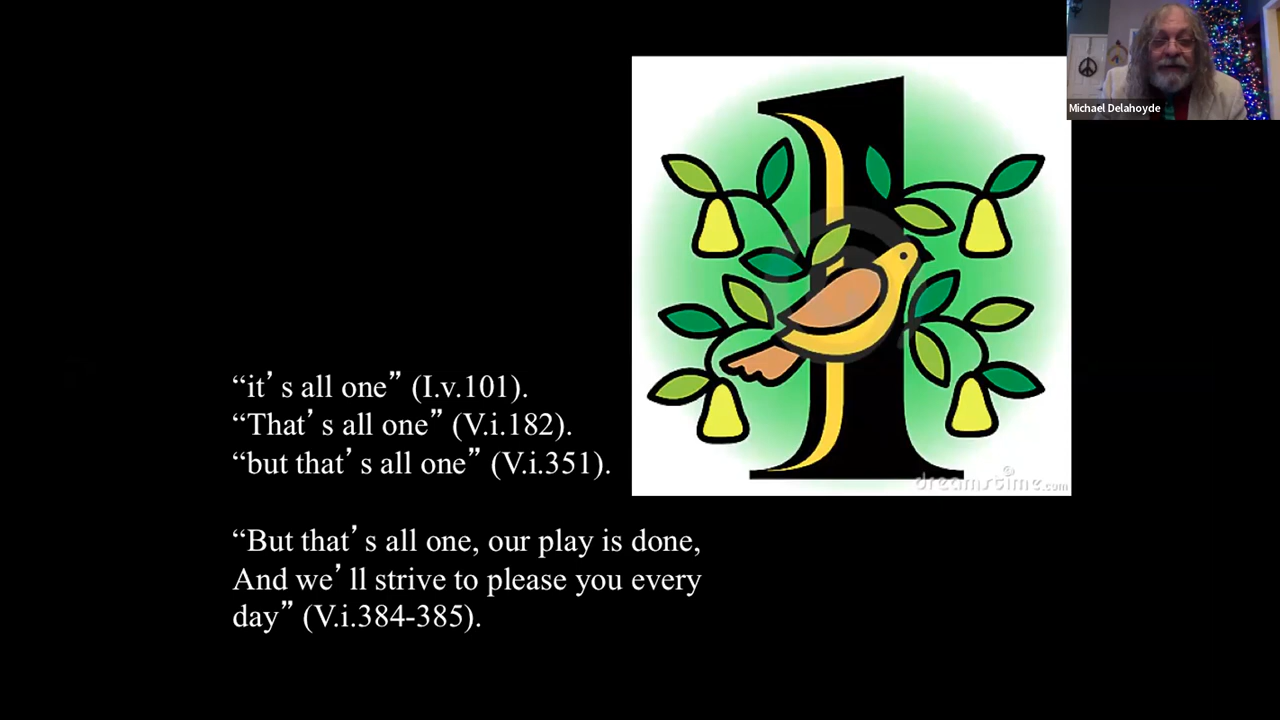 Michael Delahoyde
“it’s all one” (I.v.101).
“That’s all one” (V.i.182).
“but that’s all one” (V.i.351).
“But that’s all one, our play is done,
And we’ll strive to please you every
day” (V.i.384-385).
1
dreamstime.com